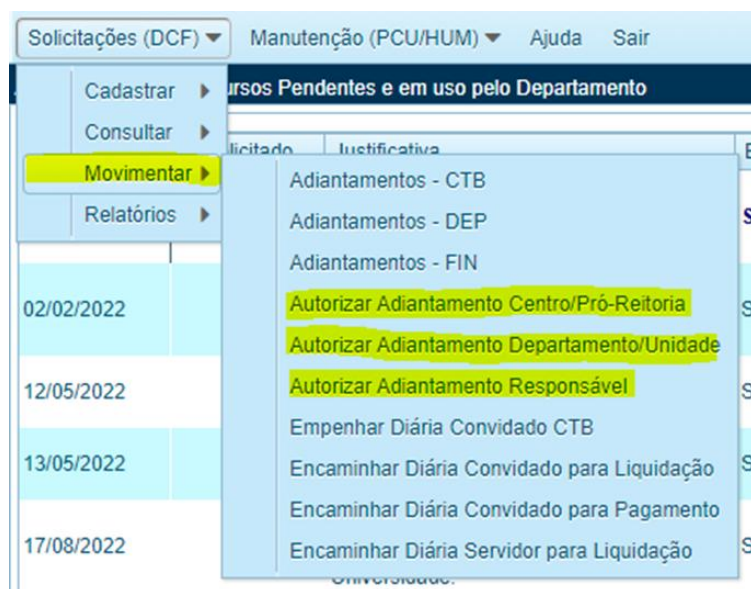 Solicitações (DCF) Manutenção (PCU/HUM) Ajuda Sair
Cadastrar
ursos Pendentes e em uso pelo Departamento
Consultar
licitado Justificativa
Movimentar
Adiantamentos - CTB
Relatórios
Adiantamentos - DEP
Adiantamentos - FIN
02/02/2022
Autorizar Adiantamento Centro/Pró-Reitoria
Autorizar Adiantamento Departamento/Unidade
12/05/2022
Autorizar Adiantamento Responsável
Empenhar Diária Convidado CTB
13/05/2022
Encaminhar Diária Convidado para Liquidação
Encaminhar Diária Convidado para Pagamento
17/08/2022
Encaminhar Diária Servidor para Liquidação
Universidade.